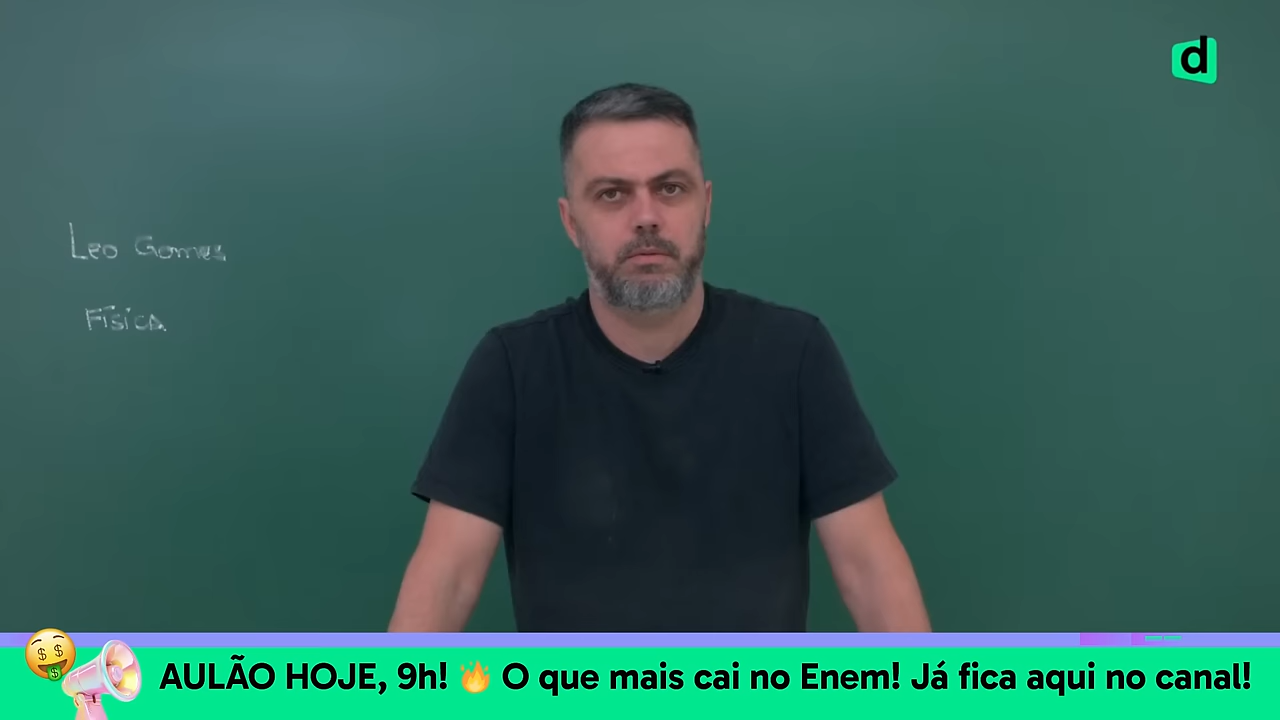 d
Leo Gomes
Física
AULÃO HOJE, 9h! 🔥 O que mais cai no Enem! Já fica aqui no canal!